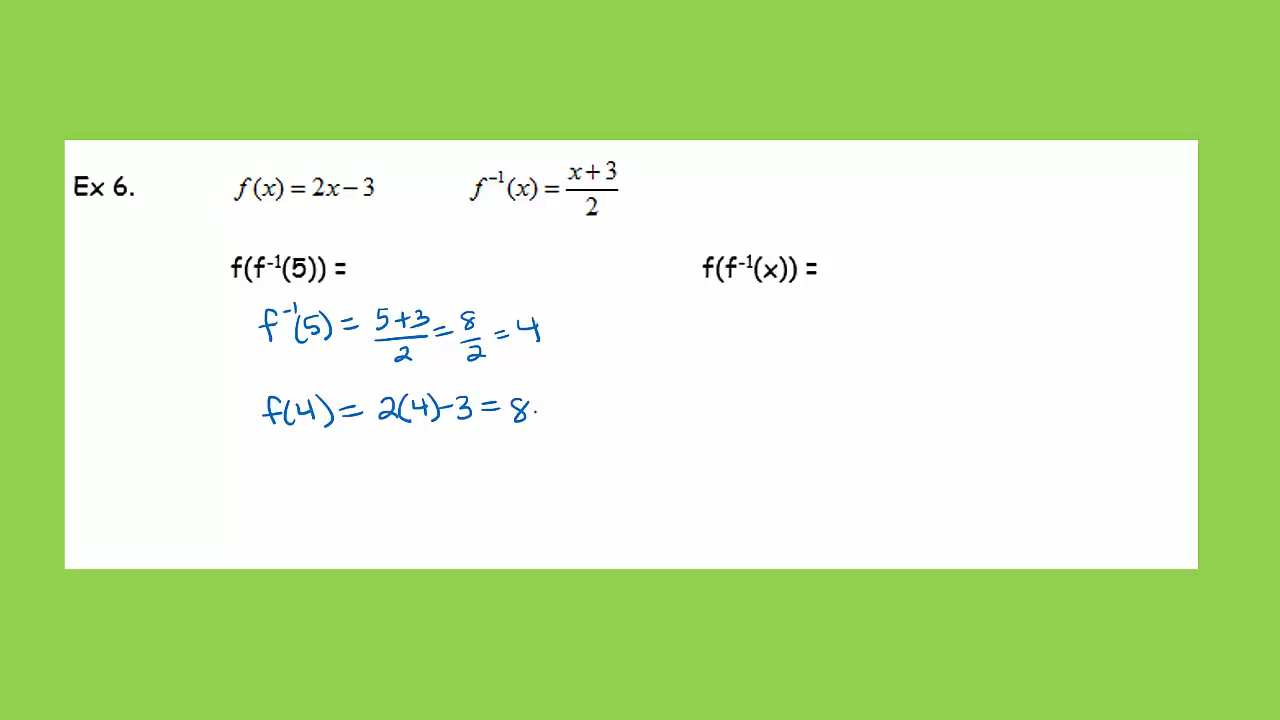 Ex 6. f(x) = 2x − 3 f⁻¹(x) = (x + 3)/2
f(f⁻¹(5)) = f(f⁻¹(x)) =
f⁻¹(5) = (5+3)/2 = 8/2 = 4
f(4) = 2(4)-3 = 8.